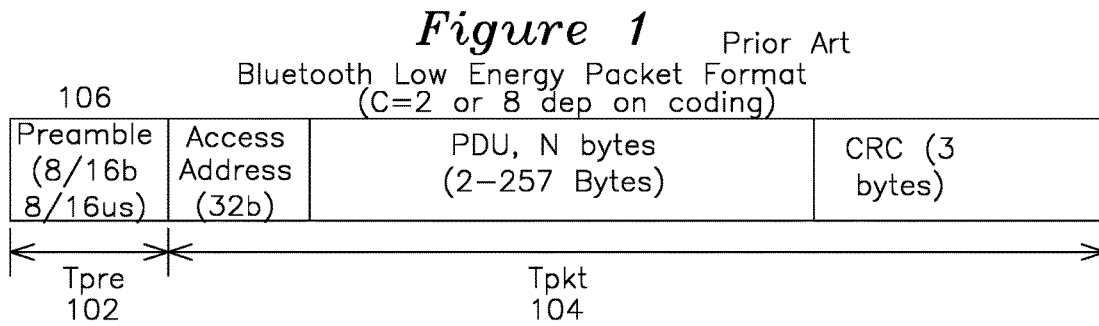 Figure 1 Prior Art
Bluetooth Low Energy Packet Format
(C=2 or 8 dep on coding)
106
Preamble
(8/16b
8/16us)
Access
Address
(32b)
PDU, N bytes
(2-257 Bytes)
CRC (3
bytes)
Tpre
102
Tpkt
104